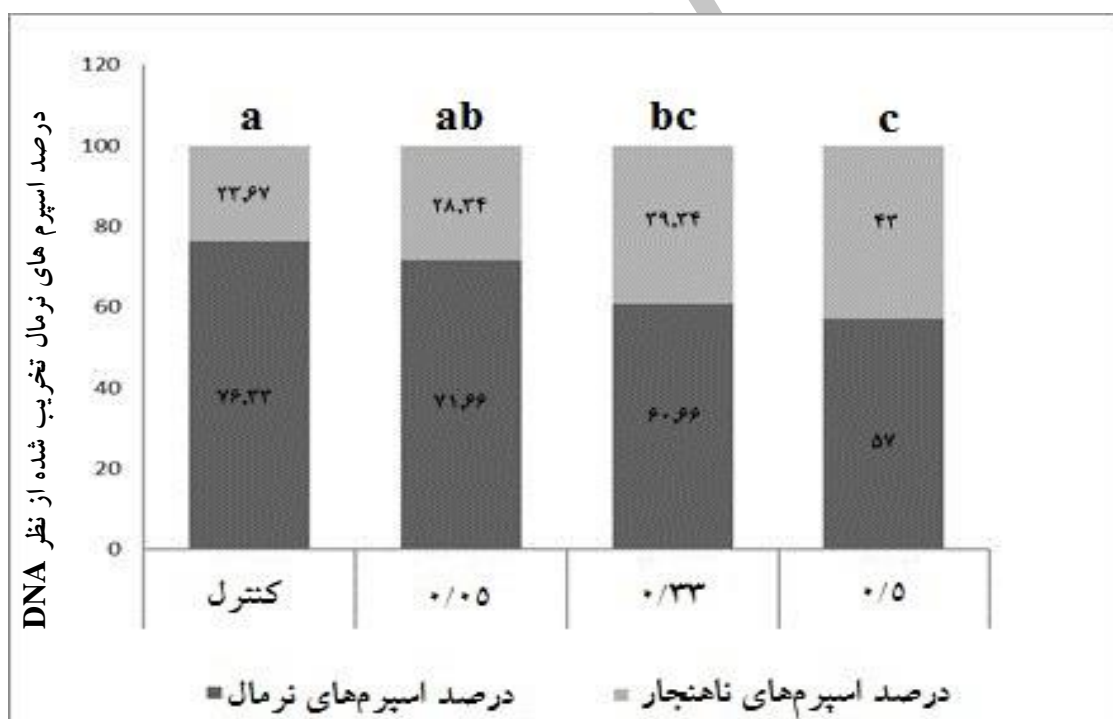 درصد اسپرم های نرمال تخریب شده از نظر DNA
120
100
80
60
40
20
0
a ab bc c
۲۳,۶۷ ۲۸,۳۴ ۳۹,۳۴ ۴۳
۷۶,۳۳ ۷۱,۶۶ ۶۰,۶۶ ۵۷
کنترل ۰/۰۵ ۰/۳۳ ۰/۵
درصد اسپرم‌های نرمال درصد اسپرم‌های ناهنجار